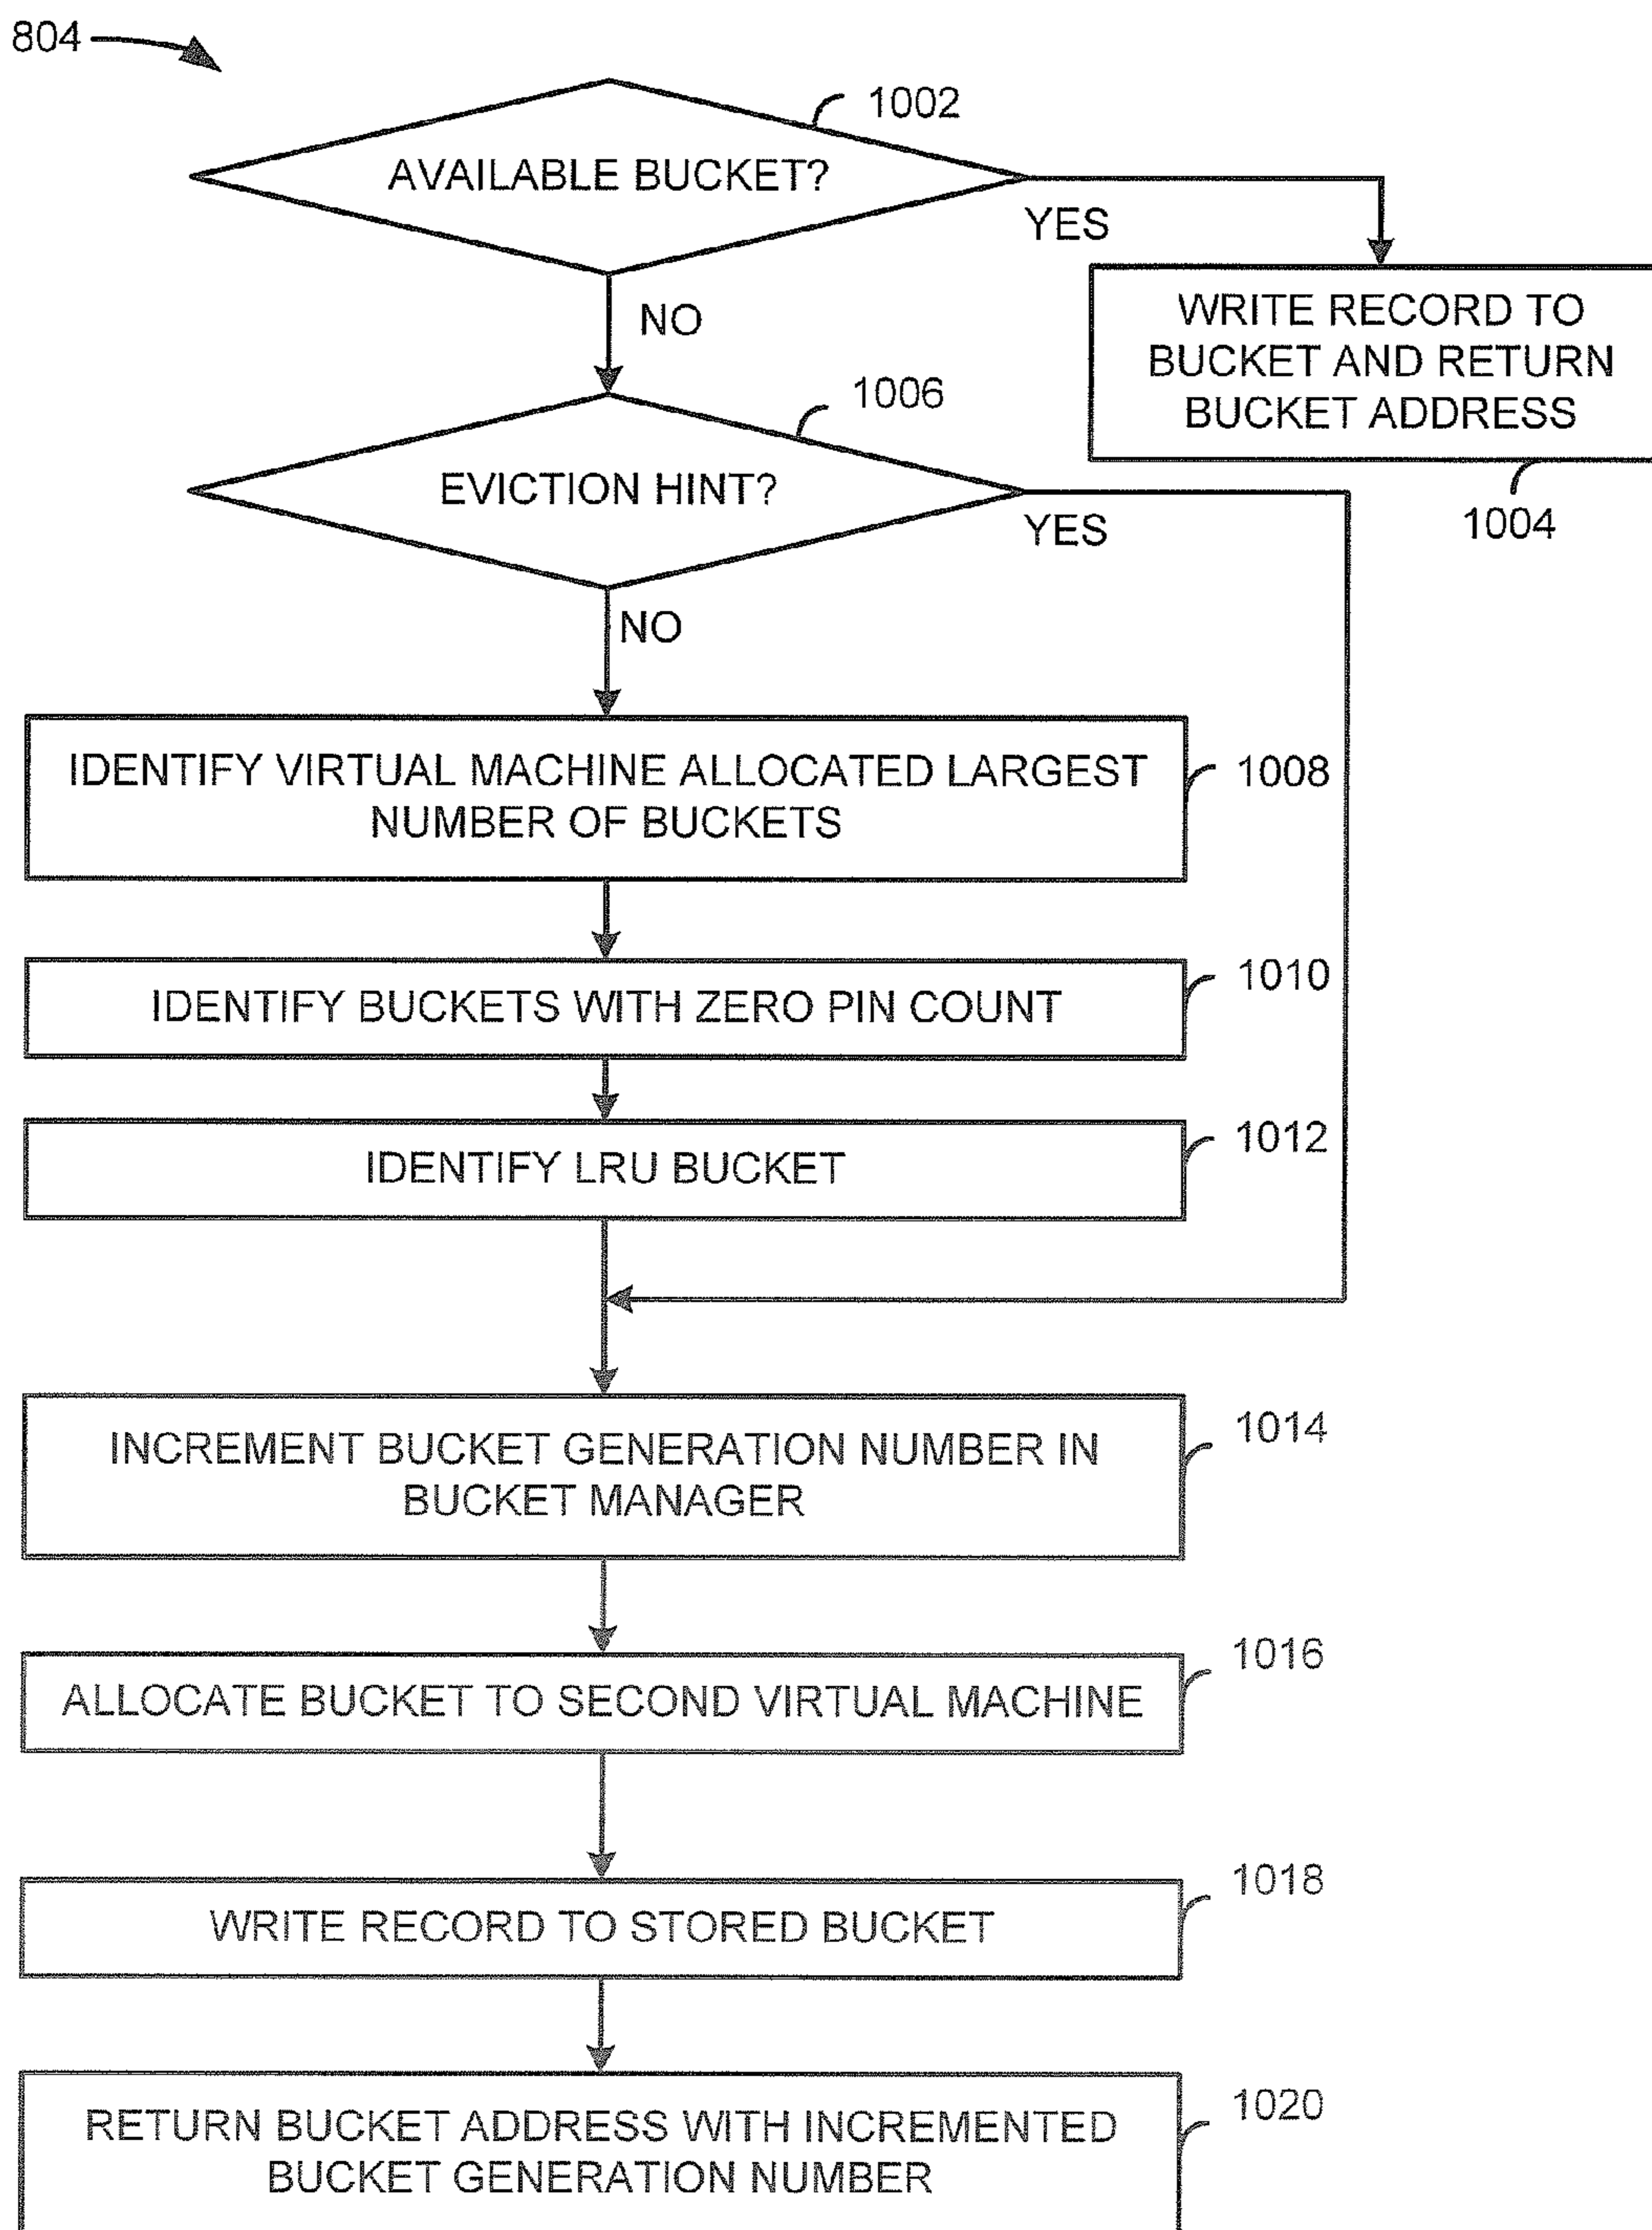 804
1002
AVAILABLE BUCKET?
YES
NO
WRITE RECORD TO
BUCKET AND RETURN
BUCKET ADDRESS
1004
1006
EVICTION HINT?
YES
NO
IDENTIFY VIRTUAL MACHINE ALLOCATED LARGEST
NUMBER OF BUCKETS
1008
IDENTIFY BUCKETS WITH ZERO PIN COUNT
1010
IDENTIFY LRU BUCKET
1012
INCREMENT BUCKET GENERATION NUMBER IN
BUCKET MANAGER
1014
ALLOCATE BUCKET TO SECOND VIRTUAL MACHINE
1016
WRITE RECORD TO STORED BUCKET
1018
RETURN BUCKET ADDRESS WITH INCREMENTED
BUCKET GENERATION NUMBER
1020